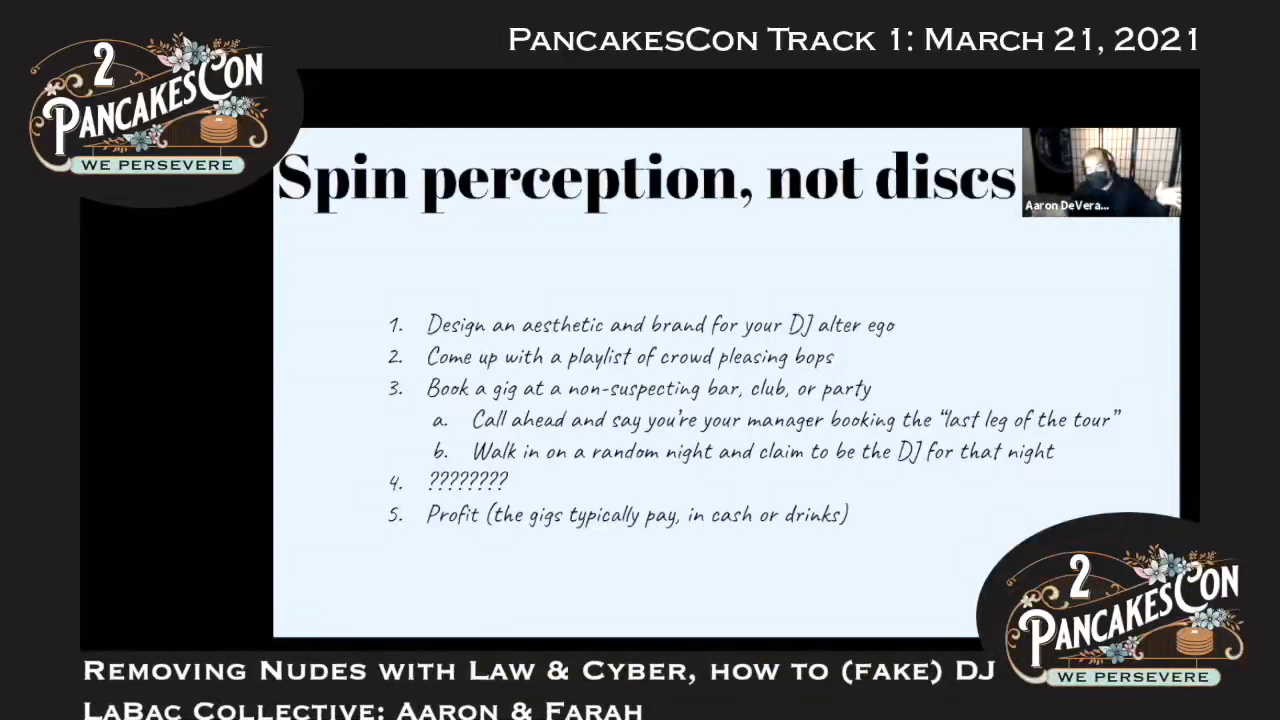 PancakesCon Track 1: March 21, 2021
2
PancakesCon
WE PERSEVERE
Spin perception, not discs
Aaron DeVera...
1. Design an aesthetic and brand for your DJ alter ego
2. Come up with a playlist of crowd pleasing bops
3. Book a gig at a non-suspecting bar, club, or party
a. Call ahead and say you're your manager booking the "last leg of the tour"
b. Walk in on a random night and claim to be the DJ for that night
4. ????????
5. Profit (the gigs typically pay, in cash or drinks)
2
PancakesCon
WE PERSEVERE
Removing Nudes with Law & Cyber, how to (fake) DJ
LaBac Collective: Aaron & Farah